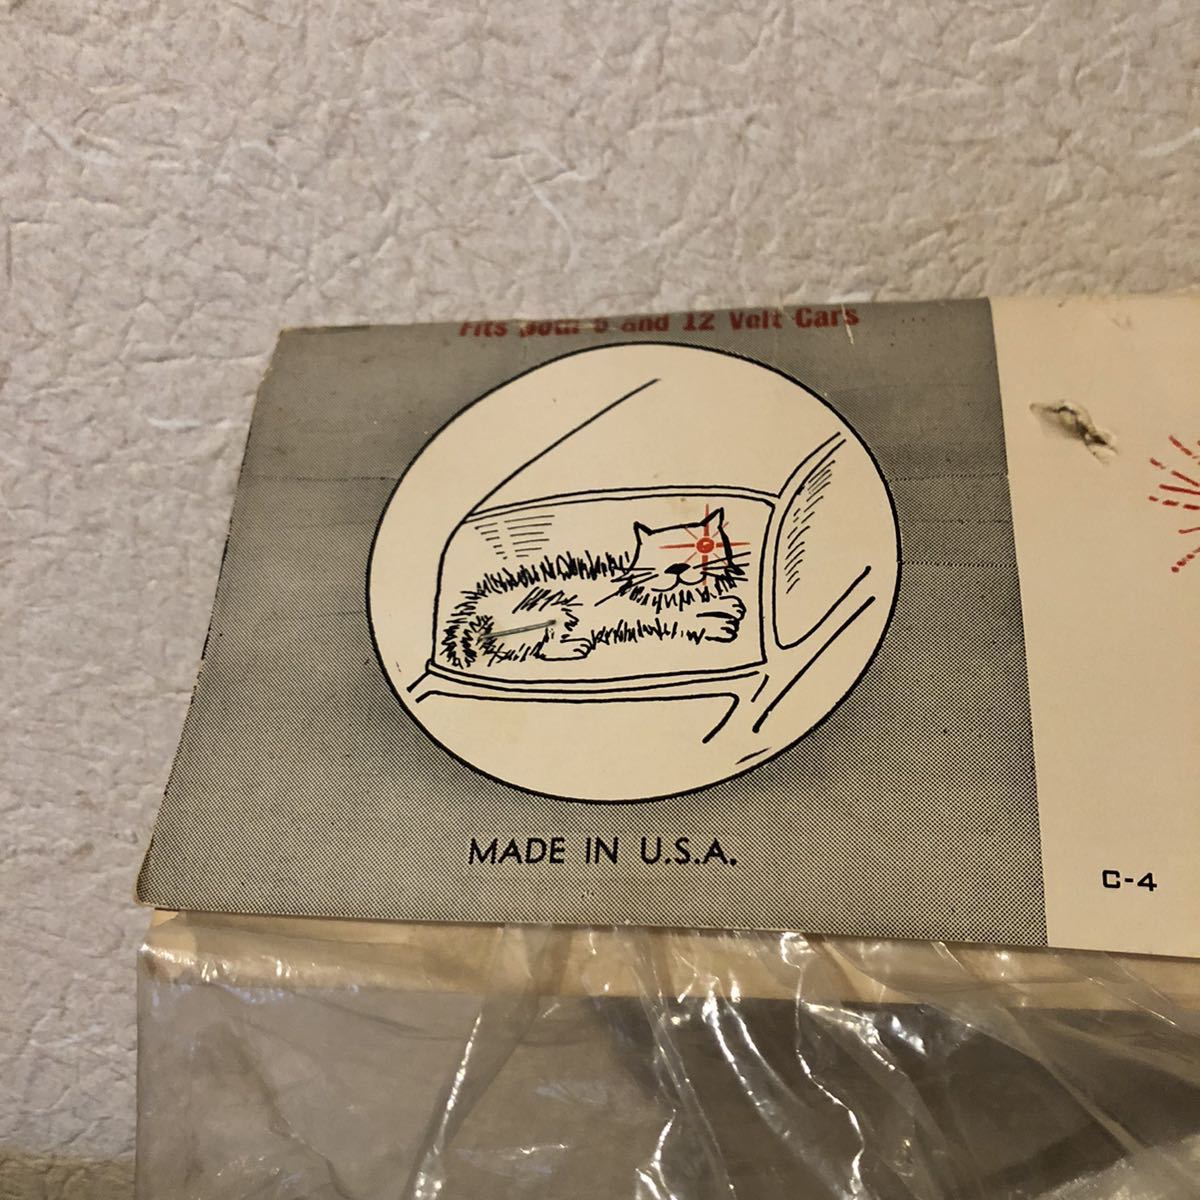 Fits Both 6 and 12 Volt Cars
MADE IN U.S.A.
C-4